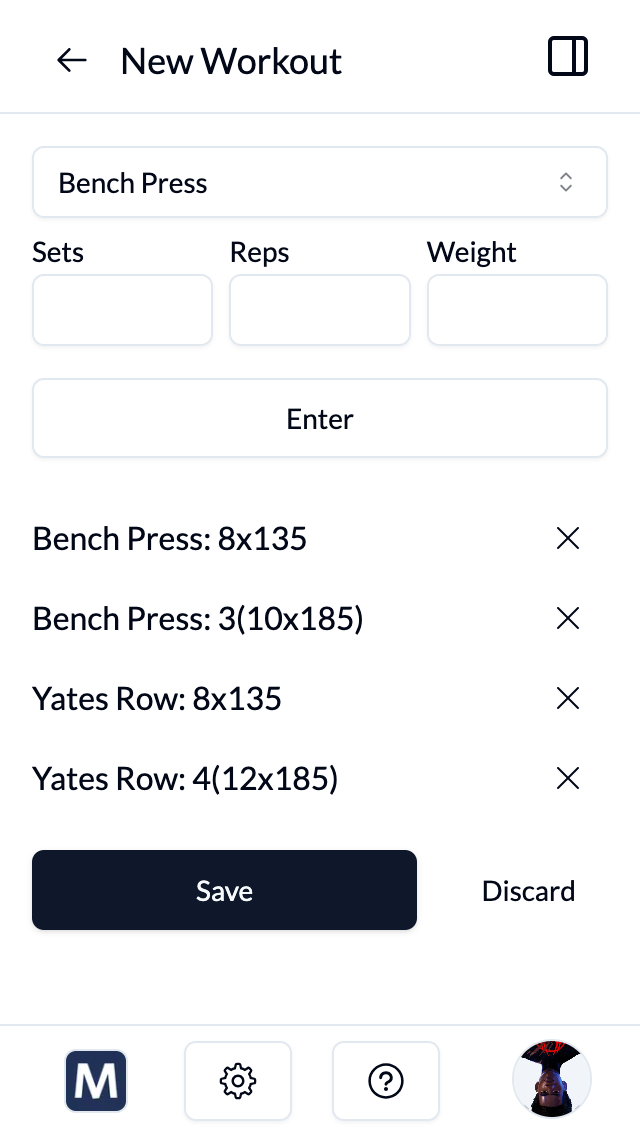 New Workout
Bench Press
Sets Reps Weight
Enter
Bench Press: 8x135
Bench Press: 3(10x185)
Yates Row: 8x135
Yates Row: 4(12x185)
Save Discard
M